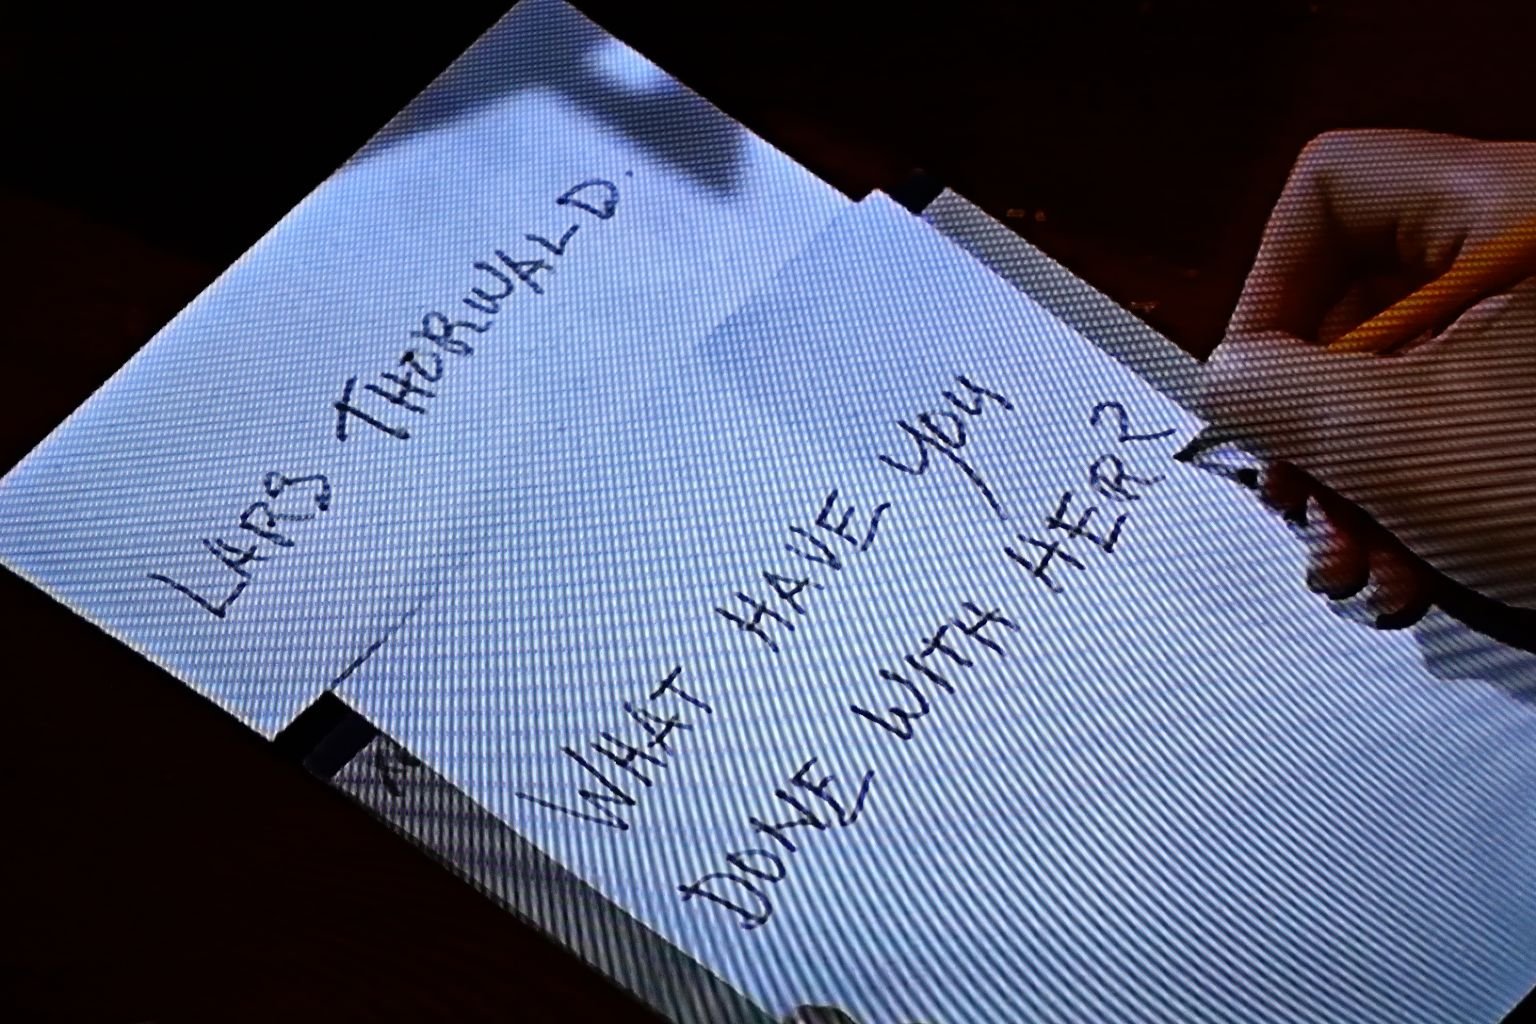 LARS THORWALD.
WHAT HAVE YOU
DONE WITH HER?